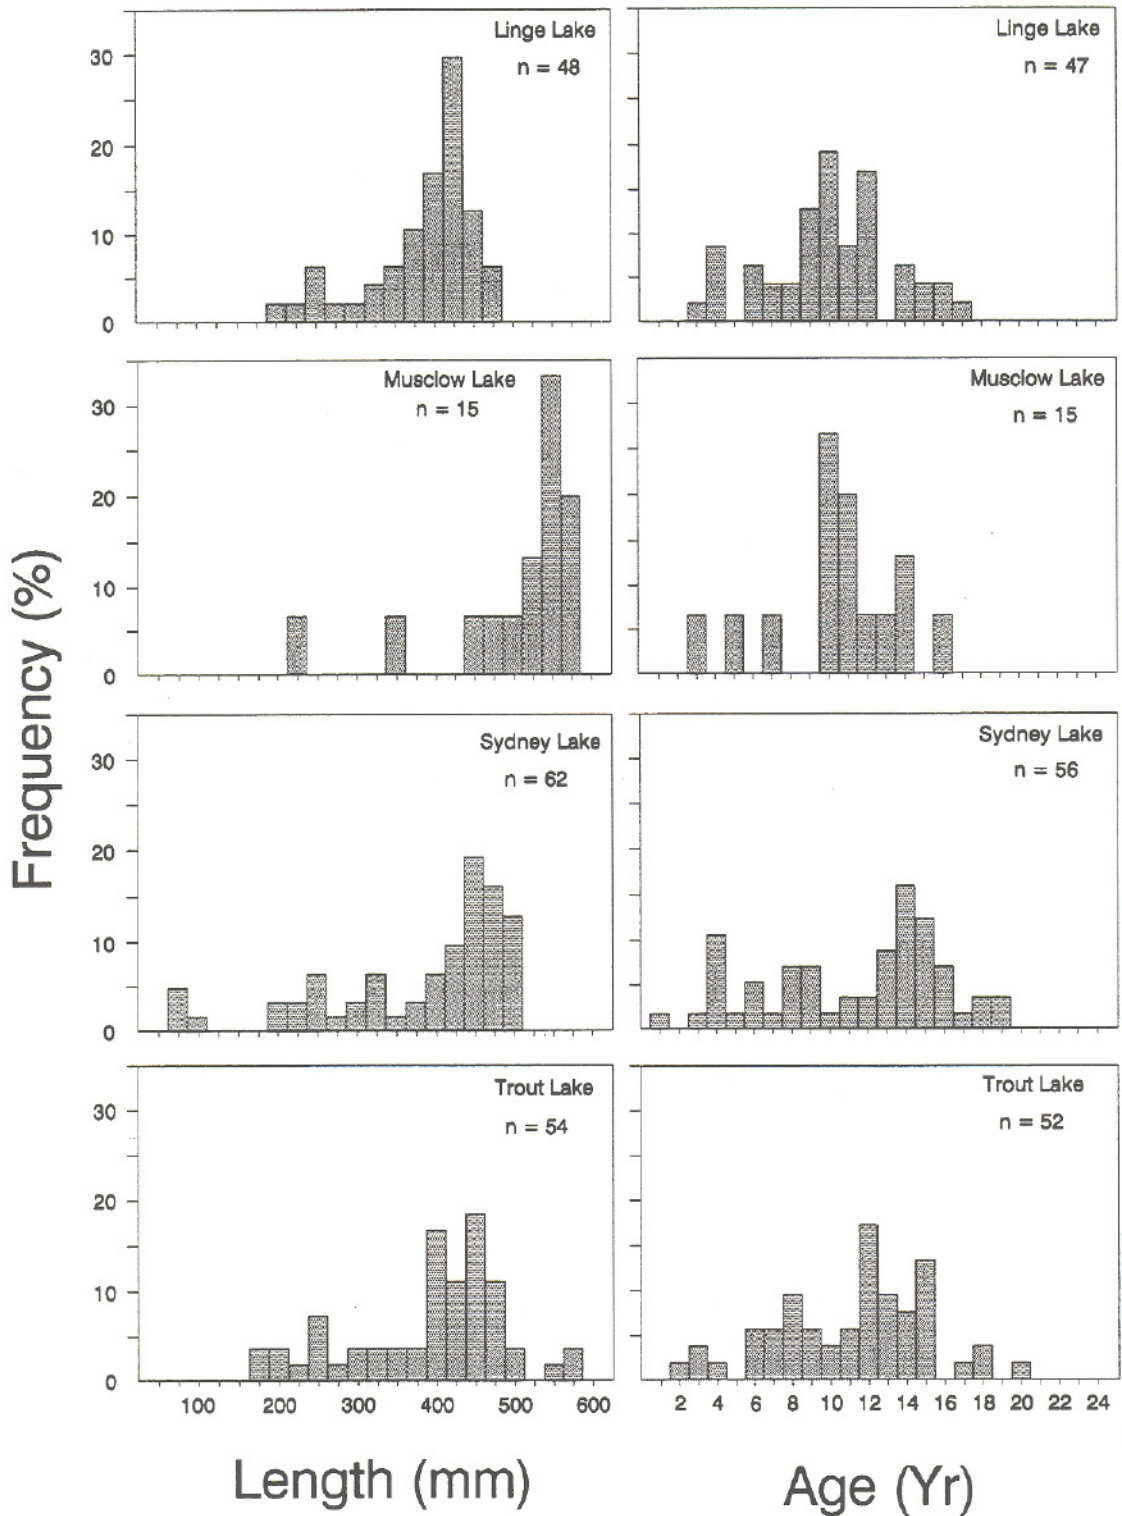 Linge Lake
n = 48
30
20
10
0
Linge Lake
n = 47
Musclow Lake
n = 15
30
20
10
0
Musclow Lake
n = 15
Sydney Lake
n = 62
30
20
10
0
Sydney Lake
n = 56
Trout Lake
n = 54
30
20
10
0
Trout Lake
n = 52
Frequency (%)
100 200 300 400 500 600
2 4 6 8 10 12 14 16 18 20 22 24
Length (mm)
Age (Yr)